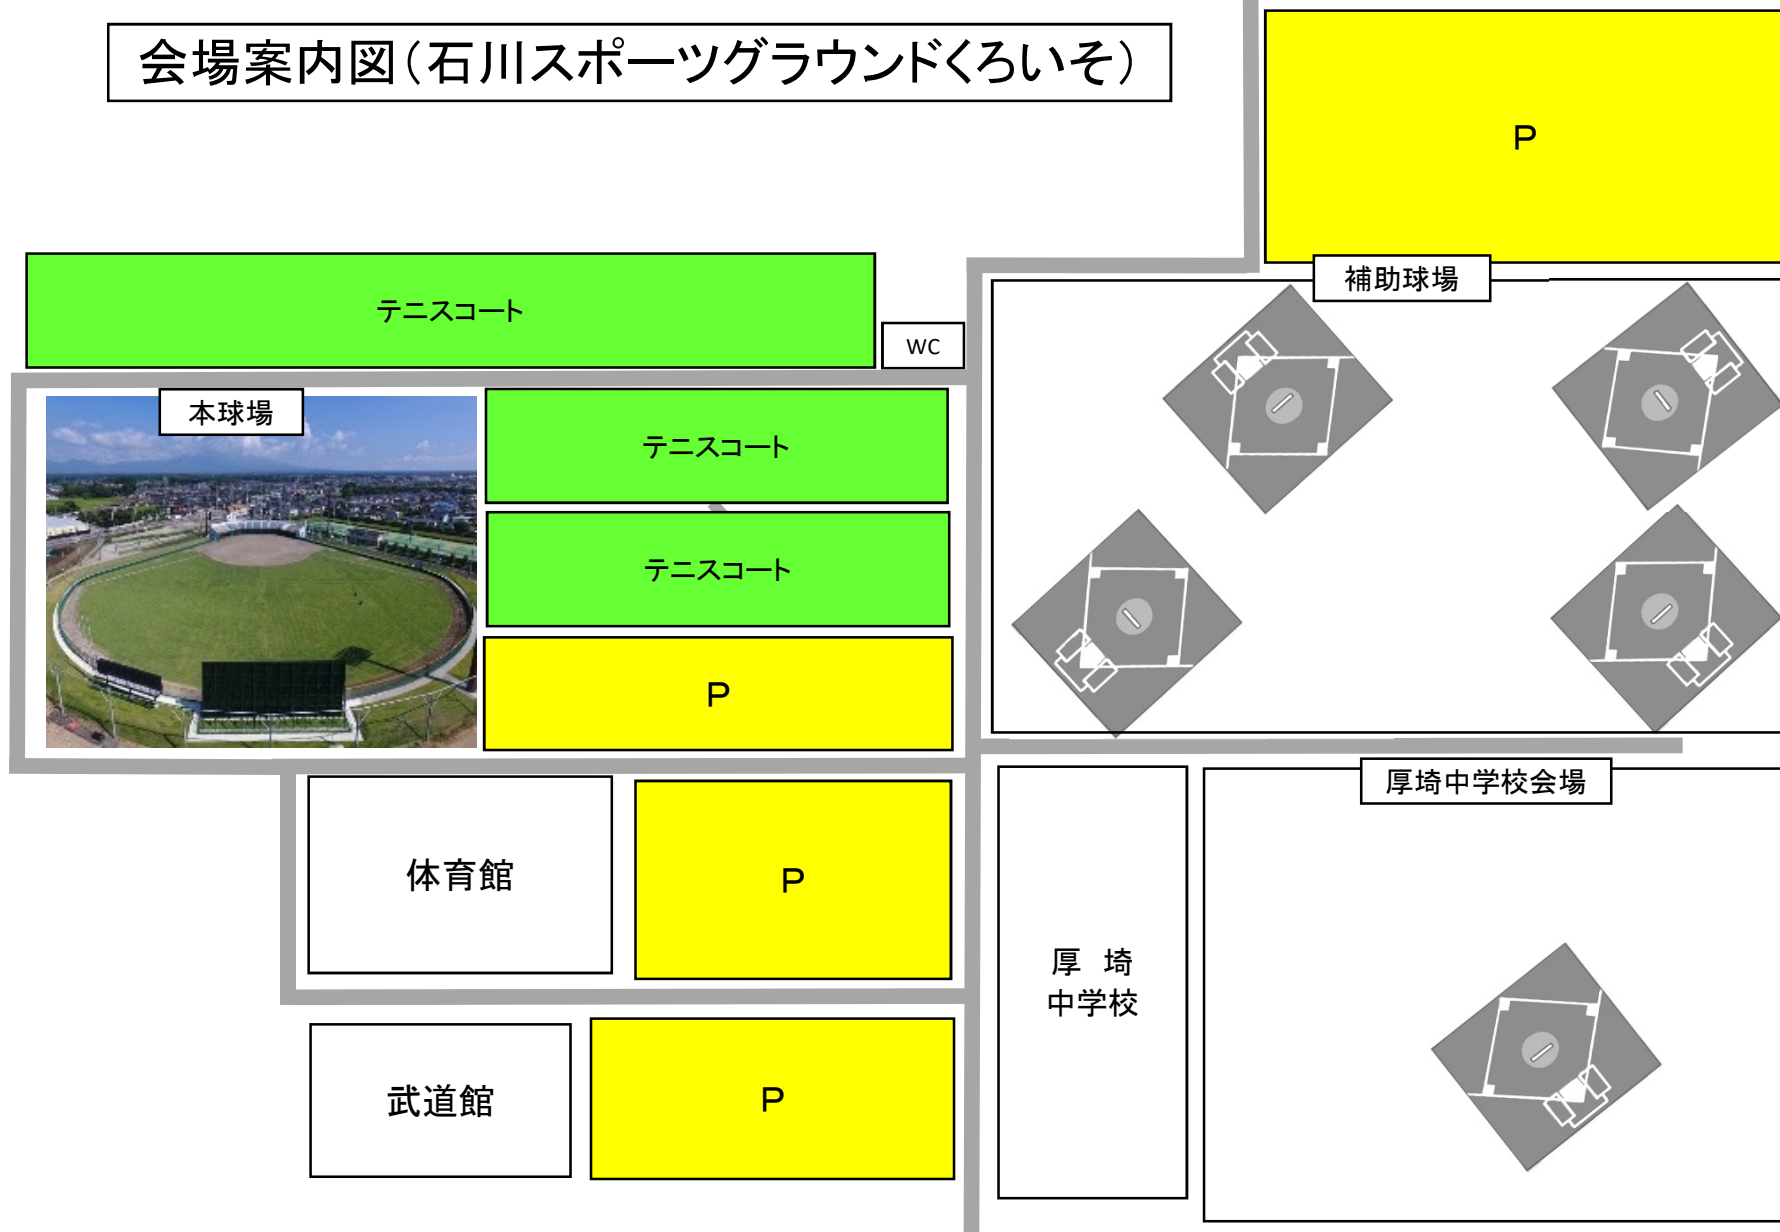 会場案内図(石川スポーツグラウンドくろいそ)
P
補助球場
テニスコート
WC
本球場
テニスコート
テニスコート
P
厚埼中学校会場
体育館
P
厚 埼
中学校
武道館
P